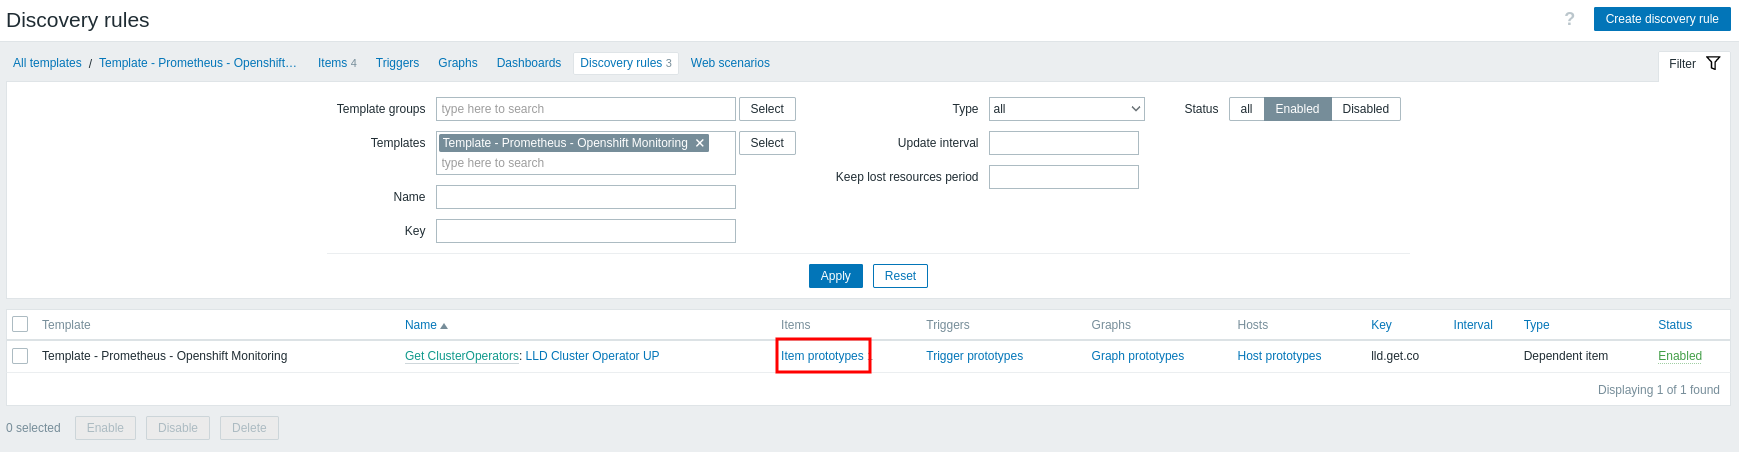 Discovery rules
? Create discovery rule
All templates / Template - Prometheus - Openshift… Items 4 Triggers Graphs Dashboards Discovery rules 3 Web scenarios Filter
Template groups type here to search Select Type all Status all Enabled Disabled
Templates Template - Prometheus - Openshift Monitoring ✕ Select Update interval
type here to search
Keep lost resources period
Name
Key
Apply Reset
Template Name Items Triggers Graphs Hosts Key Interval Type Status
Template - Prometheus - Openshift Monitoring Get ClusterOperators: LLD Cluster Operator UP Item prototypes Trigger prototypes Graph prototypes Host prototypes lld.get.co Dependent item Enabled
Displaying 1 of 1 found
0 selected Enable Disable Delete